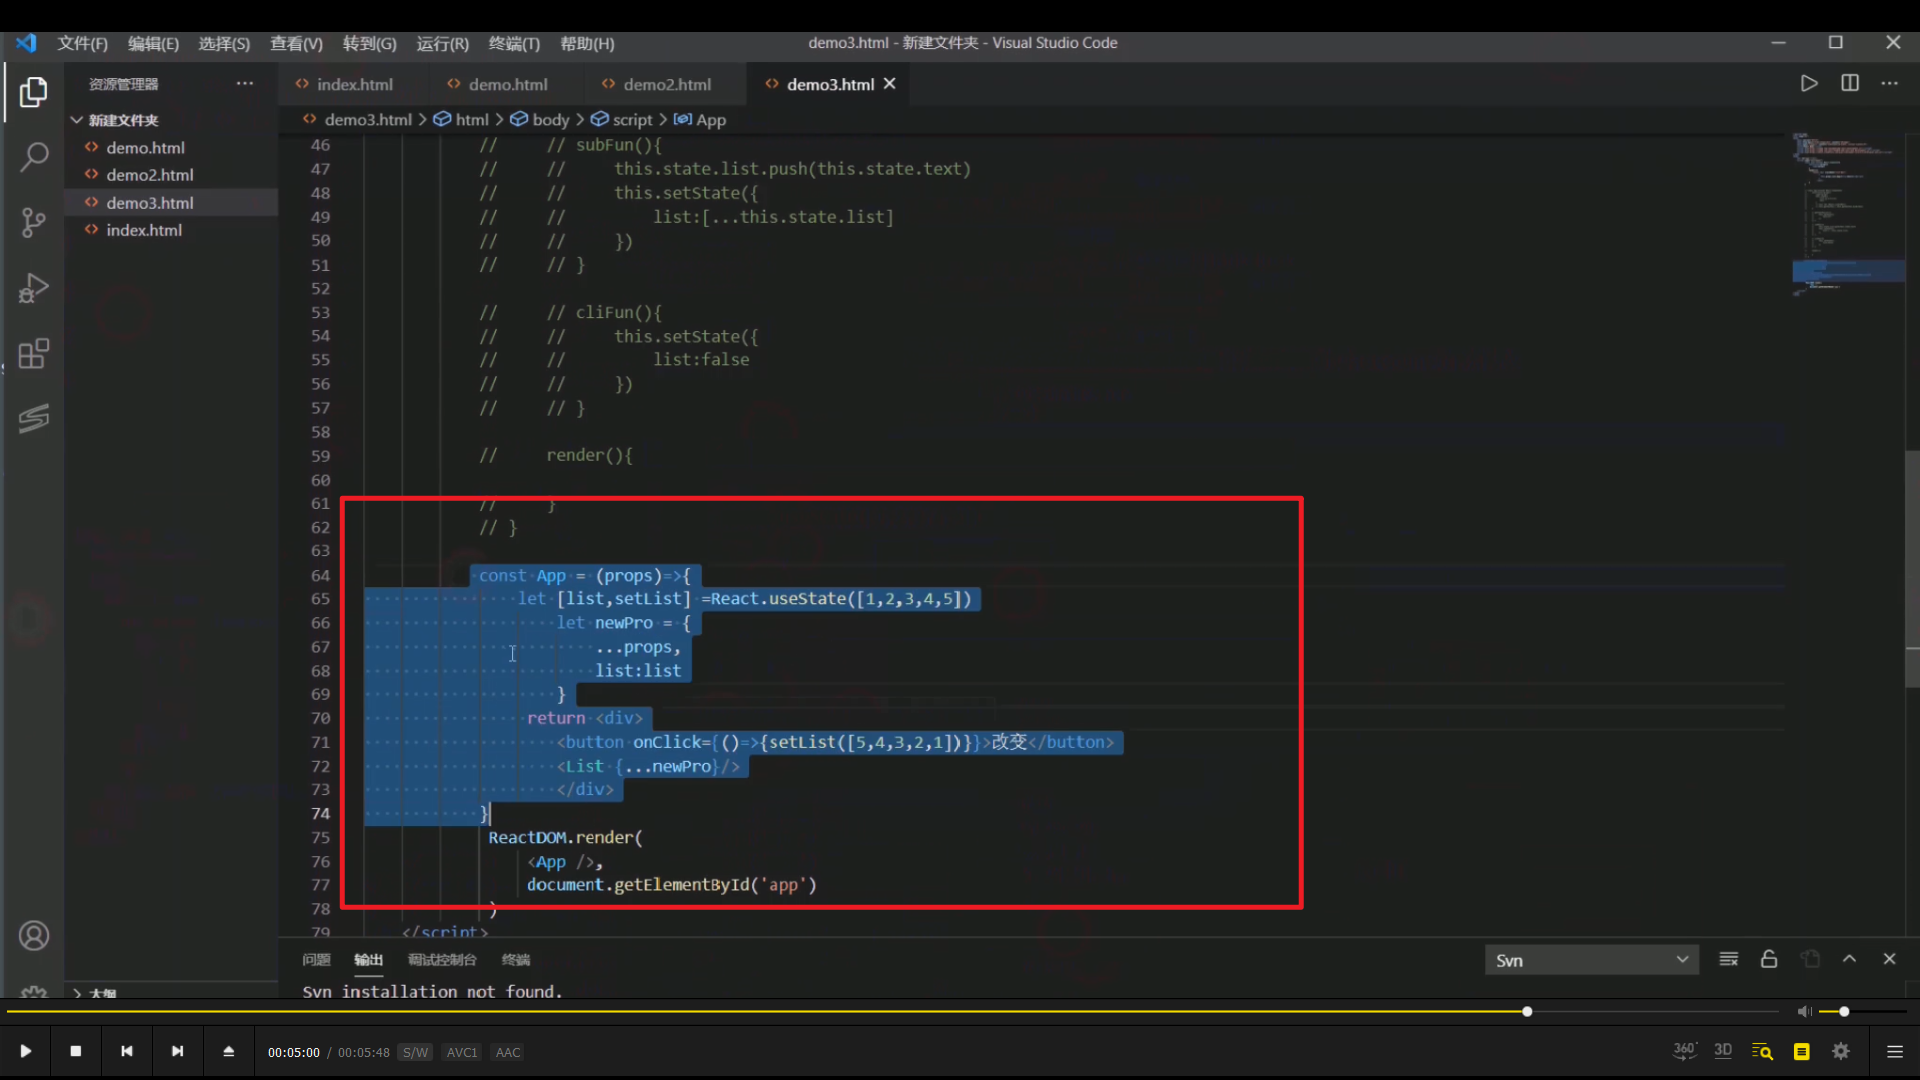 文件(F) 编辑(E) 选择(S) 查看(V) 转到(G) 运行(R) 终端(T) 帮助(H) demo3.html - 新建文件夹 - Visual Studio Code
资源管理器
index.html demo.html demo2.html demo3.html
新建文件夹
demo.html
demo2.html
demo3.html
index.html
demo3.html > html > body > script > App
46 // // subFun(){
47 // // this.state.list.push(this.state.text)
48 // // this.setState({
49 // // list:[...this.state.list]
50 // // })
51 // // }
52
53 // // cliFun(){
54 // // this.setState({
55 // // list:false
56 // // })
57 // // }
58
59 // render(){
60
61 // }
62 // }
63
64 const App = (props)=>{
65 let [list,setList] =React.useState([1,2,3,4,5])
66 let newPro = {
67 ...props,
68 list:list
69 }
70 return <div>
71 <button onClick={()=>{setList([5,4,3,2,1])}}>改变</button>
72 <List {...newPro}/>
73 </div>
74 }
75 ReactDOM.render(
76 <App />,
77 document.getElementById('app')
78 )
79 </script>
问题 输出 调试控制台 终端 Svn
大纲
Svn installation not found.
00:05:00 / 00:05:48 S/W AVC1 AAC 360° 3D